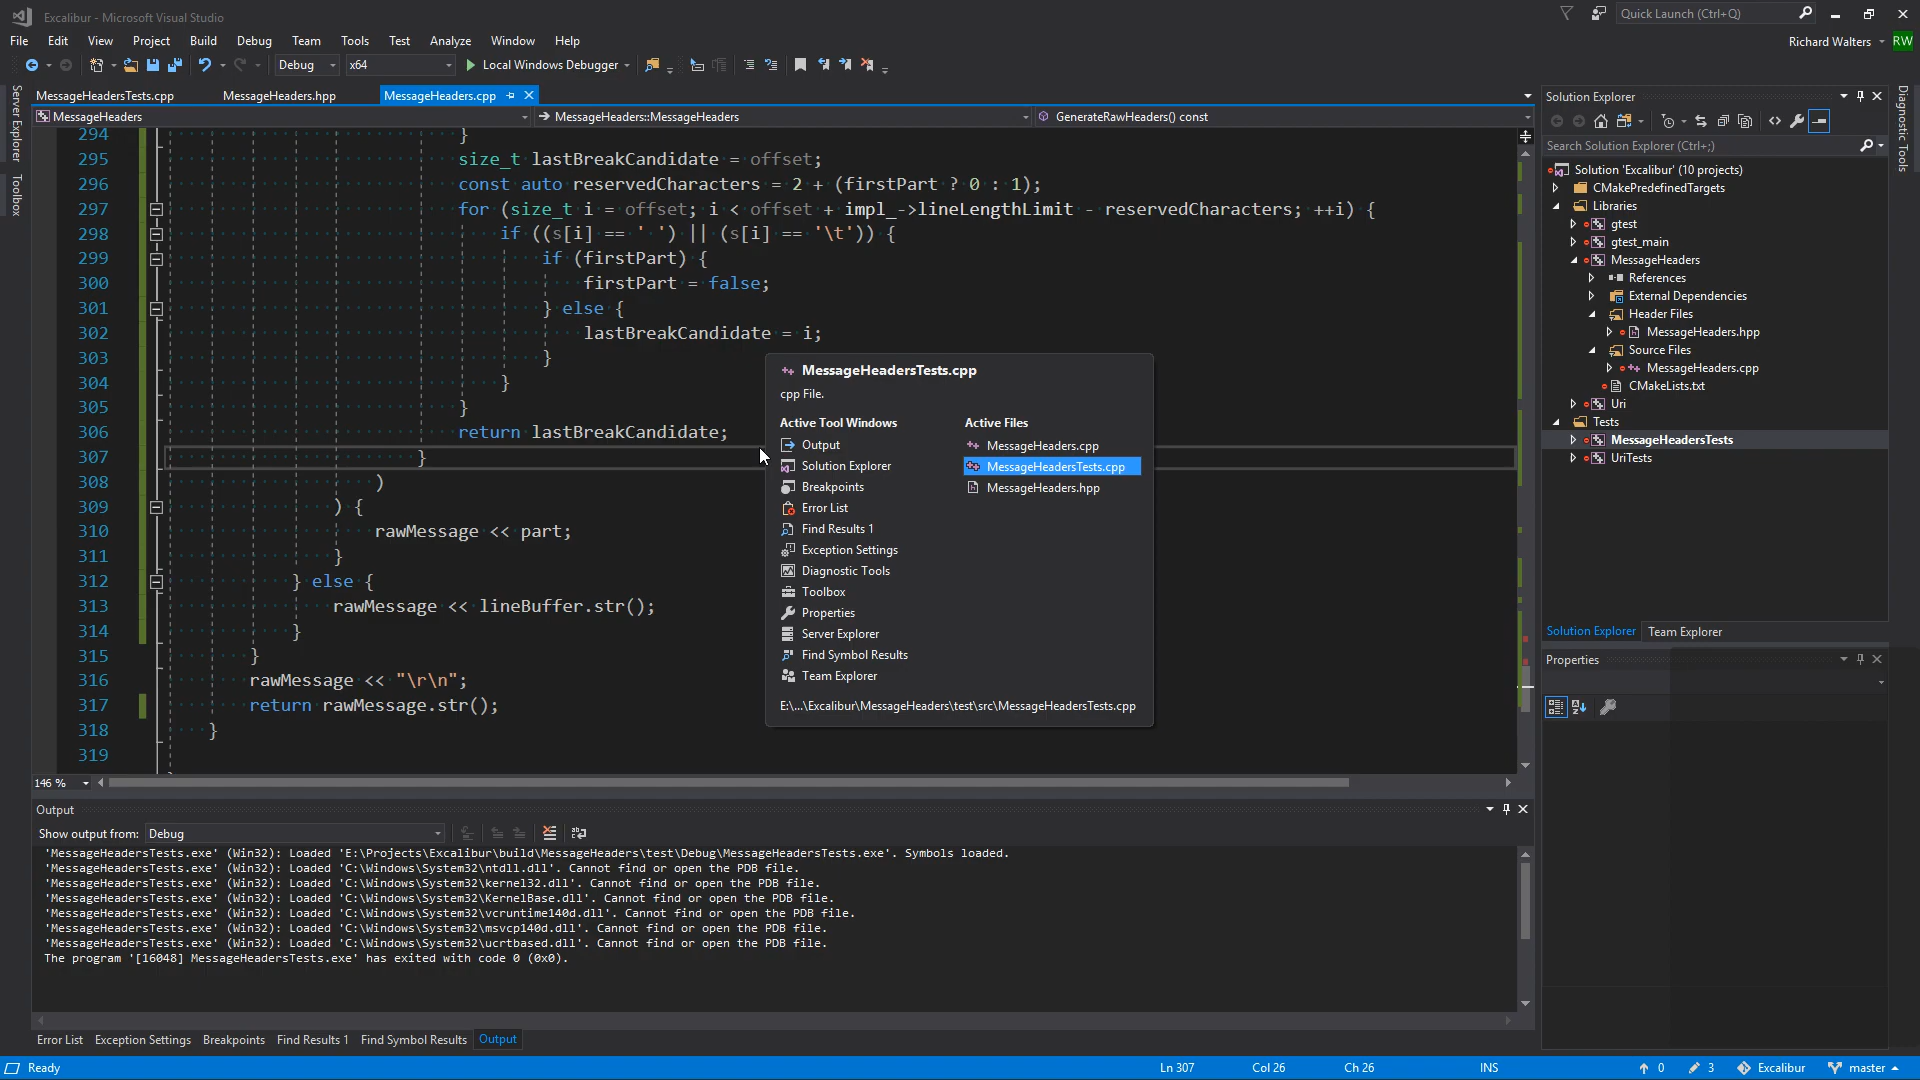 Excalibur - Microsoft Visual Studio
Quick Launch (Ctrl+Q)
File Edit View Project Build Debug Team Tools Test Analyze Window Help
Richard Walters RW
Debug x64 Local Windows Debugger
MessageHeadersTests.cpp MessageHeaders.hpp MessageHeaders.cpp
MessageHeaders MessageHeaders::MessageHeaders GenerateRawHeaders() const
Server Explorer
Toolbox
294 }
295 size_t lastBreakCandidate = offset;
296 const auto reservedCharacters = 2 + (firstPart ? 0 : 1);
297 for (size_t i = offset; i < offset + impl_->lineLengthLimit - reservedCharacters; ++i) {
298 if ((s[i] == ' ') || (s[i] == '\t')) {
299 if (firstPart) {
300 firstPart = false;
301 } else {
302 lastBreakCandidate = i;
303 }
304 }
305 }
306 return lastBreakCandidate;
307 }
308 )
309 ) {
310 rawMessage << part;
311 }
312 } else {
313 rawMessage << lineBuffer.str();
314 }
315 }
316 rawMessage << "\r\n";
317 return rawMessage.str();
318 }
319
146 %
MessageHeadersTests.cpp
cpp File.
Active Tool Windows
Output
Solution Explorer
Breakpoints
Error List
Find Results 1
Exception Settings
Diagnostic Tools
Toolbox
Properties
Server Explorer
Find Symbol Results
Team Explorer
Active Files
MessageHeaders.cpp
MessageHeadersTests.cpp
MessageHeaders.hpp
E:\...\Excalibur\MessageHeaders\test\src\MessageHeadersTests.cpp
Output
Show output from: Debug
'MessageHeadersTests.exe' (Win32): Loaded 'E:\Projects\Excalibur\build\MessageHeaders\test\Debug\MessageHeadersTests.exe'. Symbols loaded.
'MessageHeadersTests.exe' (Win32): Loaded 'C:\Windows\System32\ntdll.dll'. Cannot find or open the PDB file.
'MessageHeadersTests.exe' (Win32): Loaded 'C:\Windows\System32\kernel32.dll'. Cannot find or open the PDB file.
'MessageHeadersTests.exe' (Win32): Loaded 'C:\Windows\System32\KernelBase.dll'. Cannot find or open the PDB file.
'MessageHeadersTests.exe' (Win32): Loaded 'C:\Windows\System32\vcruntime140d.dll'. Cannot find or open the PDB file.
'MessageHeadersTests.exe' (Win32): Loaded 'C:\Windows\System32\msvcp140d.dll'. Cannot find or open the PDB file.
'MessageHeadersTests.exe' (Win32): Loaded 'C:\Windows\System32\ucrtbased.dll'. Cannot find or open the PDB file.
The program '[16048] MessageHeadersTests.exe' has exited with code 0 (0x0).
Error List Exception Settings Breakpoints Find Results 1 Find Symbol Results Output
Solution Explorer
Search Solution Explorer (Ctrl+;)
Solution 'Excalibur' (10 projects)
CMakePredefinedTargets
Libraries
gtest
gtest_main
MessageHeaders
References
External Dependencies
Header Files
MessageHeaders.hpp
Source Files
MessageHeaders.cpp
CMakeLists.txt
Uri
Tests
MessageHeadersTests
UriTests
Solution Explorer Team Explorer
Properties
Diagnostic Tools
Ready Ln 307 Col 26 Ch 26 INS 0 3 Excalibur master